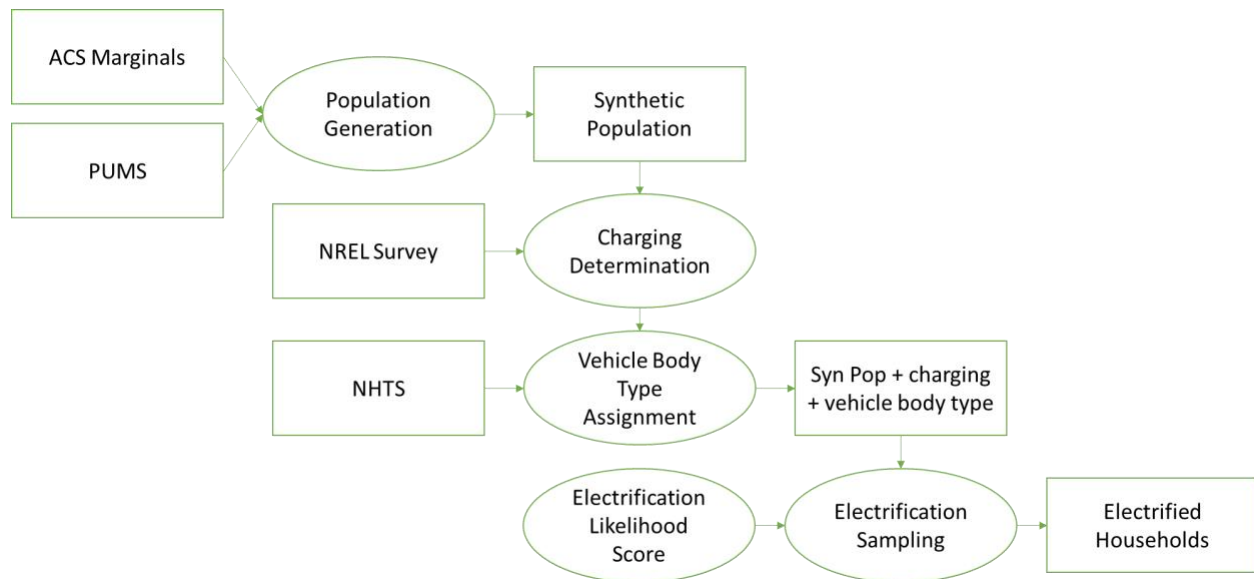 ACS Marginals
PUMS
Population
Generation
Synthetic
Population
NREL Survey
Charging
Determination
NHTS
Vehicle Body
Type
Assignment
Syn Pop + charging
+ vehicle body type
Electrification
Likelihood
Score
Electrification
Sampling
Electrified
Households